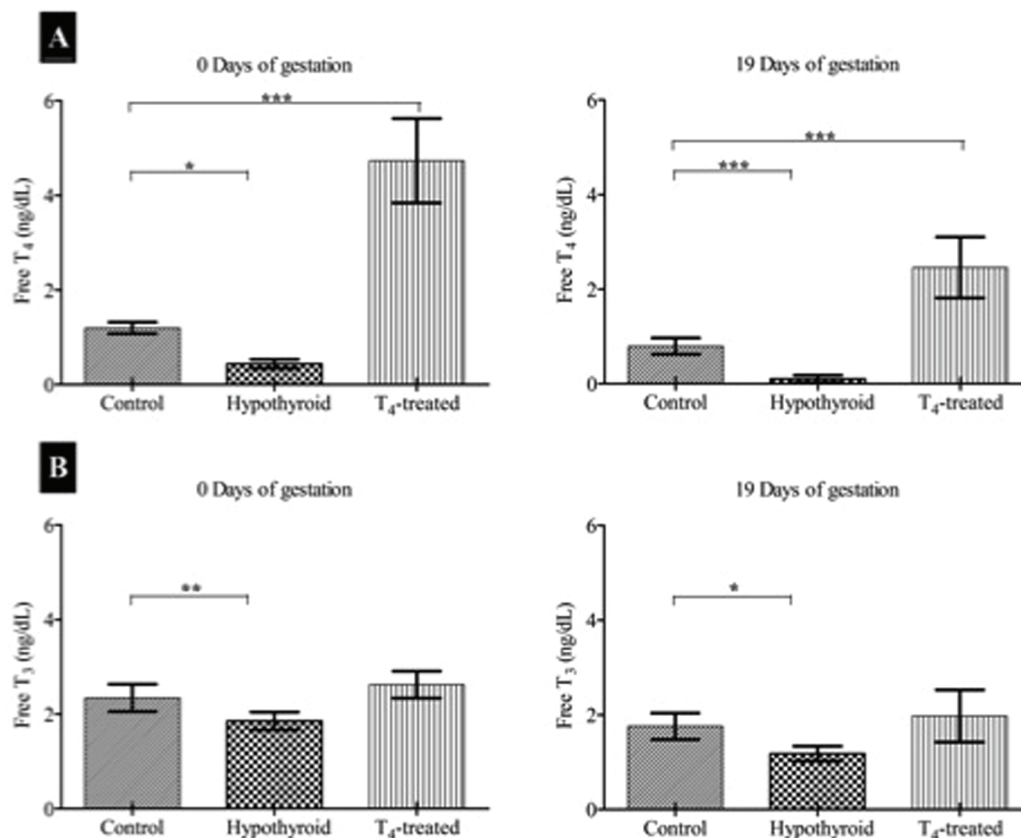 A
0 Days of gestation
19 Days of gestation
Free T4 (ng/dL)
6
4
2
0
***
*
Control Hypothyroid T4-treated
Free T4 (ng/dL)
6
4
2
0
***
***
Control Hypothyroid T4-treated
B
0 Days of gestation
19 Days of gestation
Free T3 (ng/dL)
6
4
2
0
**
Control Hypothyroid T4-treated
Free T3 (ng/dL)
6
4
2
0
*
Control Hypothyroid T4-treated